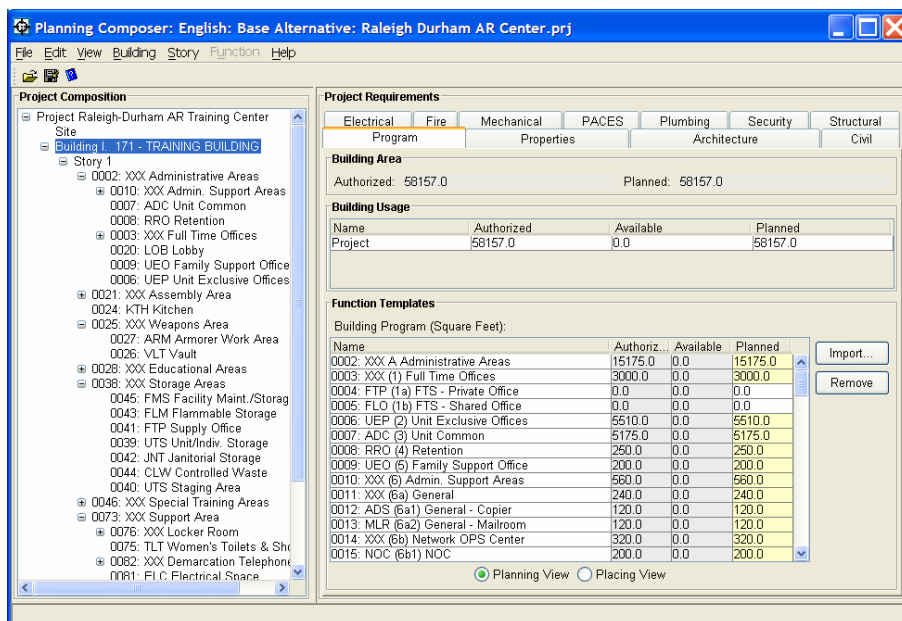 Planning Composer: English: Base Alternative: Raleigh Durham AR Center.prj
File Edit View Building Story Function Help
Project Composition
Project Raleigh-Durham AR Training Center
Site
Building I. 171 - TRAINING BUILDING
Story 1
0002: XXX Administrative Areas
0010: XXX Admin. Support Areas
0007: ADC Unit Common
0008: RRO Retention
0003: XXX Full Time Offices
0020: LOB Lobby
0009: UEO Family Support Office
0006: UEP Unit Exclusive Offices
0021: XXX Assembly Area
0024: KTH Kitchen
0025: XXX Weapons Area
0027: ARM Armorer Work Area
0026: VLT Vault
0028: XXX Educational Areas
0038: XXX Storage Areas
0045: FMS Facility Maint./Storag
0043: FLM Flammable Storage
0041: FTP Supply Office
0039: UTS Unit/Indiv. Storage
0042: JNT Janitorial Storage
0044: CLW Controlled Waste
0040: UTS Staging Area
0046: XXX Special Training Areas
0073: XXX Support Area
0076: XXX Locker Room
0075: TLT Women's Toilets & Sho
0082: XXX Demarcation Telephone
0081: ELC Electrical Space
Project Requirements
Electrical Fire Mechanical PACES Plumbing Security Structural
Program Properties Architecture Civil
Building Area
Authorized: 58157.0 Planned: 58157.0
Building Usage
Name Authorized Available Planned
Project 58157.0 0.0 58157.0
Function Templates
Building Program (Square Feet):
Name Authoriz... Available Planned
0002: XXX A Administrative Areas 15175.0 0.0 15175.0
0003: XXX (1) Full Time Offices 3000.0 0.0 3000.0
0004: FTP (1a) FTS - Private Office 0.0 0.0 0.0
0005: FLO (1b) FTS - Shared Office 0.0 0.0 0.0
0006: UEP (2) Unit Exclusive Offices 5510.0 0.0 5510.0
0007: ADC (3) Unit Common 5175.0 0.0 5175.0
0008: RRO (4) Retention 250.0 0.0 250.0
0009: UEO (5) Family Support Office 200.0 0.0 200.0
0010: XXX (6) Admin. Support Areas 560.0 0.0 560.0
0011: XXX (6a) General 240.0 0.0 240.0
0012: ADS (6a1) General - Copier 120.0 0.0 120.0
0013: MLR (6a2) General - Mailroom 120.0 0.0 120.0
0014: XXX (6b) Network OPS Center 320.0 0.0 320.0
0015: NOC (6b1) NOC 200.0 0.0 200.0
Import...
Remove
Planning View Placing View